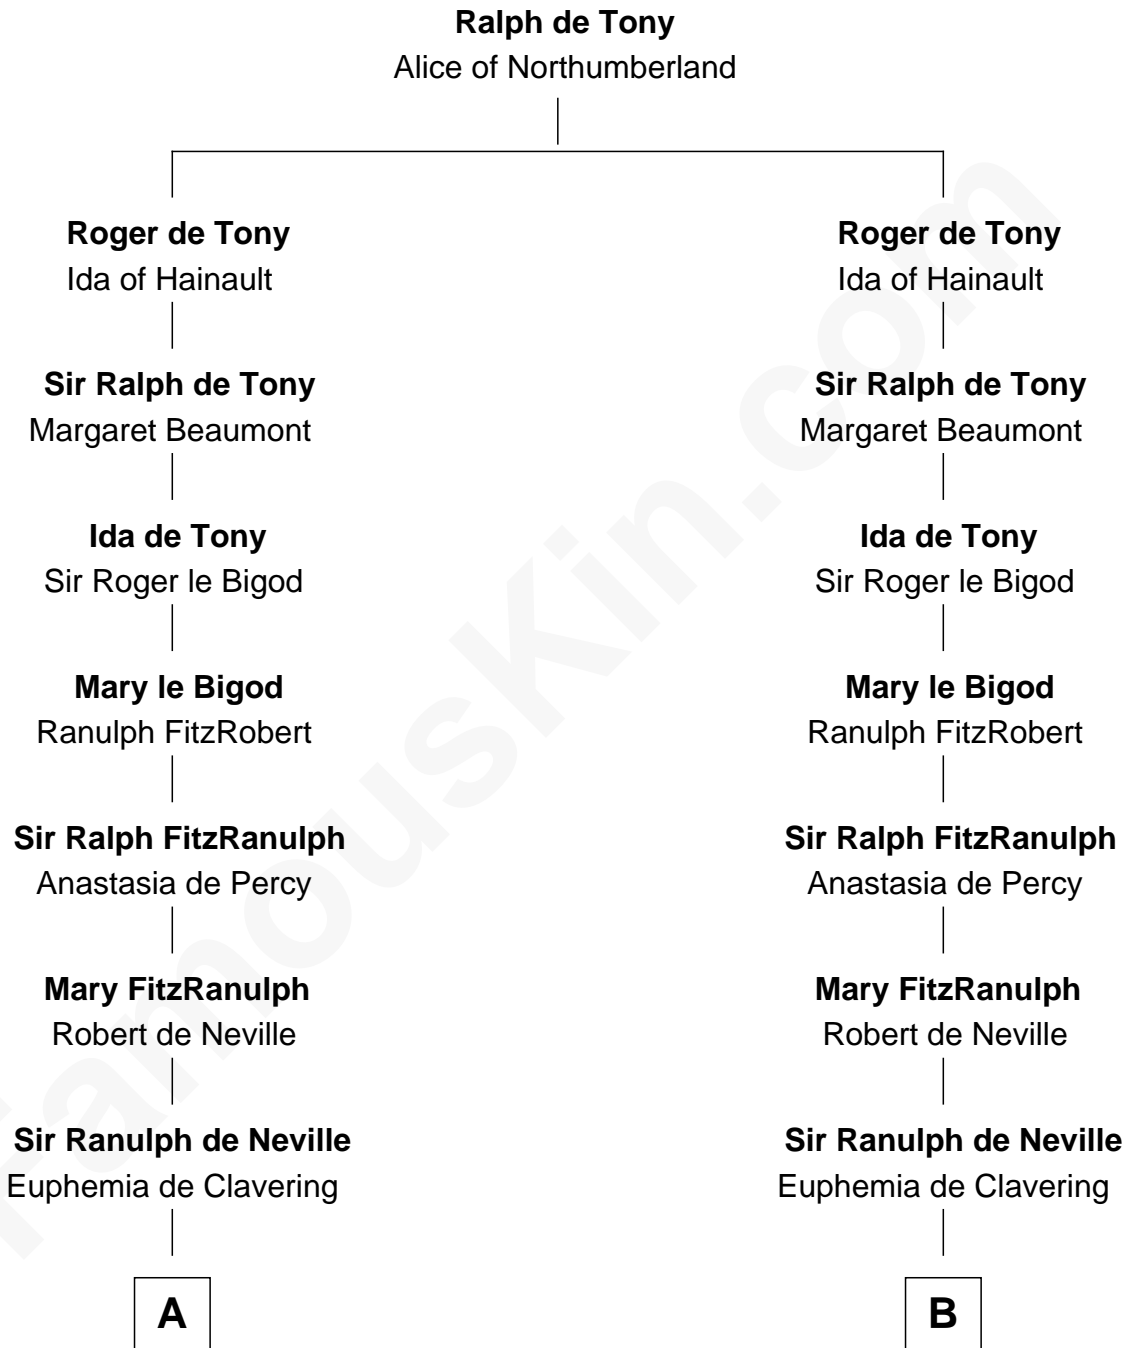 Ralph de Tony
Alice of Northumberland
Roger de Tony
Ida of Hainault
Sir Ralph de Tony
Margaret Beaumont
Ida de Tony
Sir Roger le Bigod
Mary le Bigod
Ranulph FitzRobert
Sir Ralph FitzRanulph
Anastasia de Percy
Mary FitzRanulph
Robert de Neville
Sir Ranulph de Neville
Euphemia de Clavering
A
Roger de Tony
Ida of Hainault
Sir Ralph de Tony
Margaret Beaumont
Ida de Tony
Sir Roger le Bigod
Mary le Bigod
Ranulph FitzRobert
Sir Ralph FitzRanulph
Anastasia de Percy
Mary FitzRanulph
Robert de Neville
Sir Ranulph de Neville
Euphemia de Clavering
B
FamousKin.com